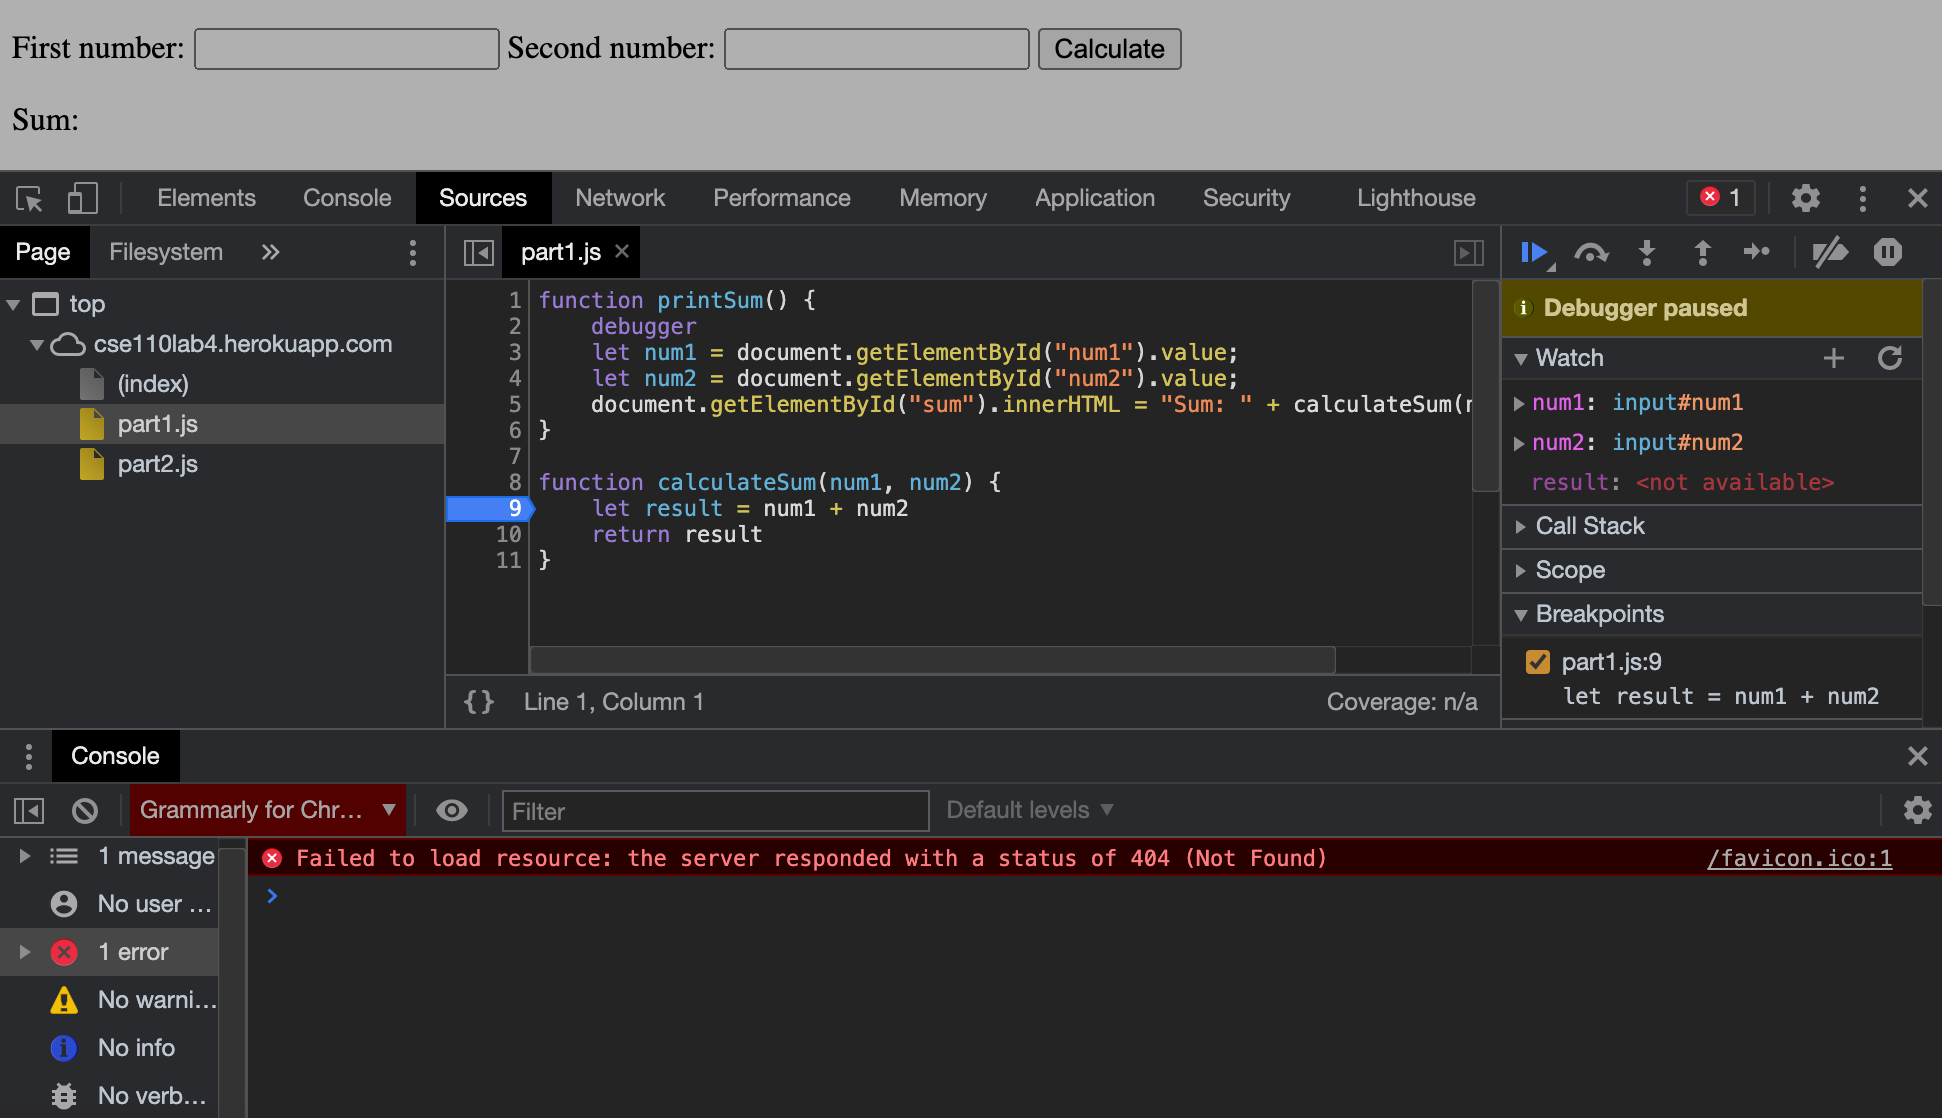 First number: Second number: Calculate
Sum:
Elements Console Sources Network Performance Memory Application Security Lighthouse 1
Page Filesystem
part1.js
top
cse110lab4.herokuapp.com
(index)
part1.js
part2.js
1 function printSum() {
2 debugger
3 let num1 = document.getElementById("num1").value;
4 let num2 = document.getElementById("num2").value;
5 document.getElementById("sum").innerHTML = "Sum: " + calculateSum(
6 }
7
8 function calculateSum(num1, num2) {
9 let result = num1 + num2
10 return result
11 }
{} Line 1, Column 1 Coverage: n/a
Debugger paused
Watch
num1: input#num1
num2: input#num2
result: <not available>
Call Stack
Scope
Breakpoints
part1.js:9
let result = num1 + num2
Console
Grammarly for Chr... Filter Default levels
1 message
No user ...
1 error
No warni...
No info
No verb...
Failed to load resource: the server responded with a status of 404 (Not Found) /favicon.ico:1